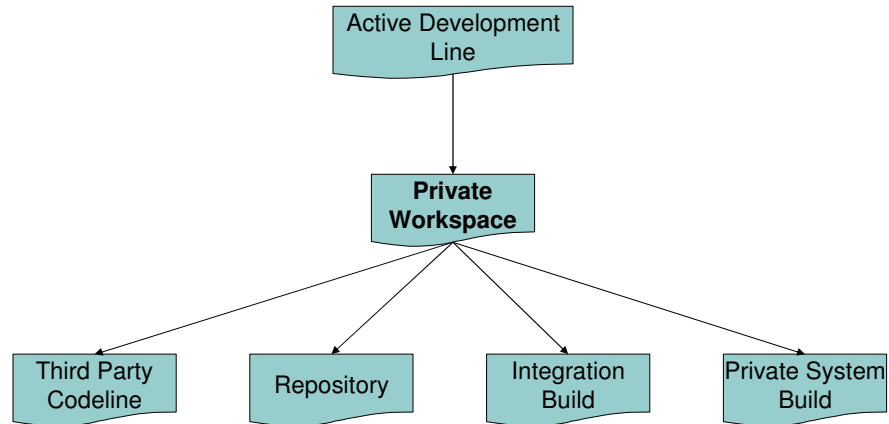 Active Development
Line
Private
Workspace
Third Party
Codeline
Repository
Integration
Build
Private System
Build